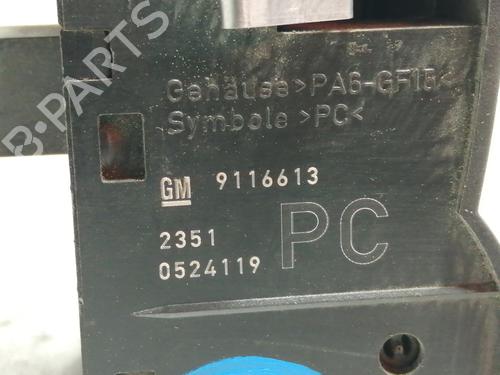 B-PARTS
Gehäuse >PA6-GF15<
Symbole >PC<
GM 9116613
2351
0524119
PC